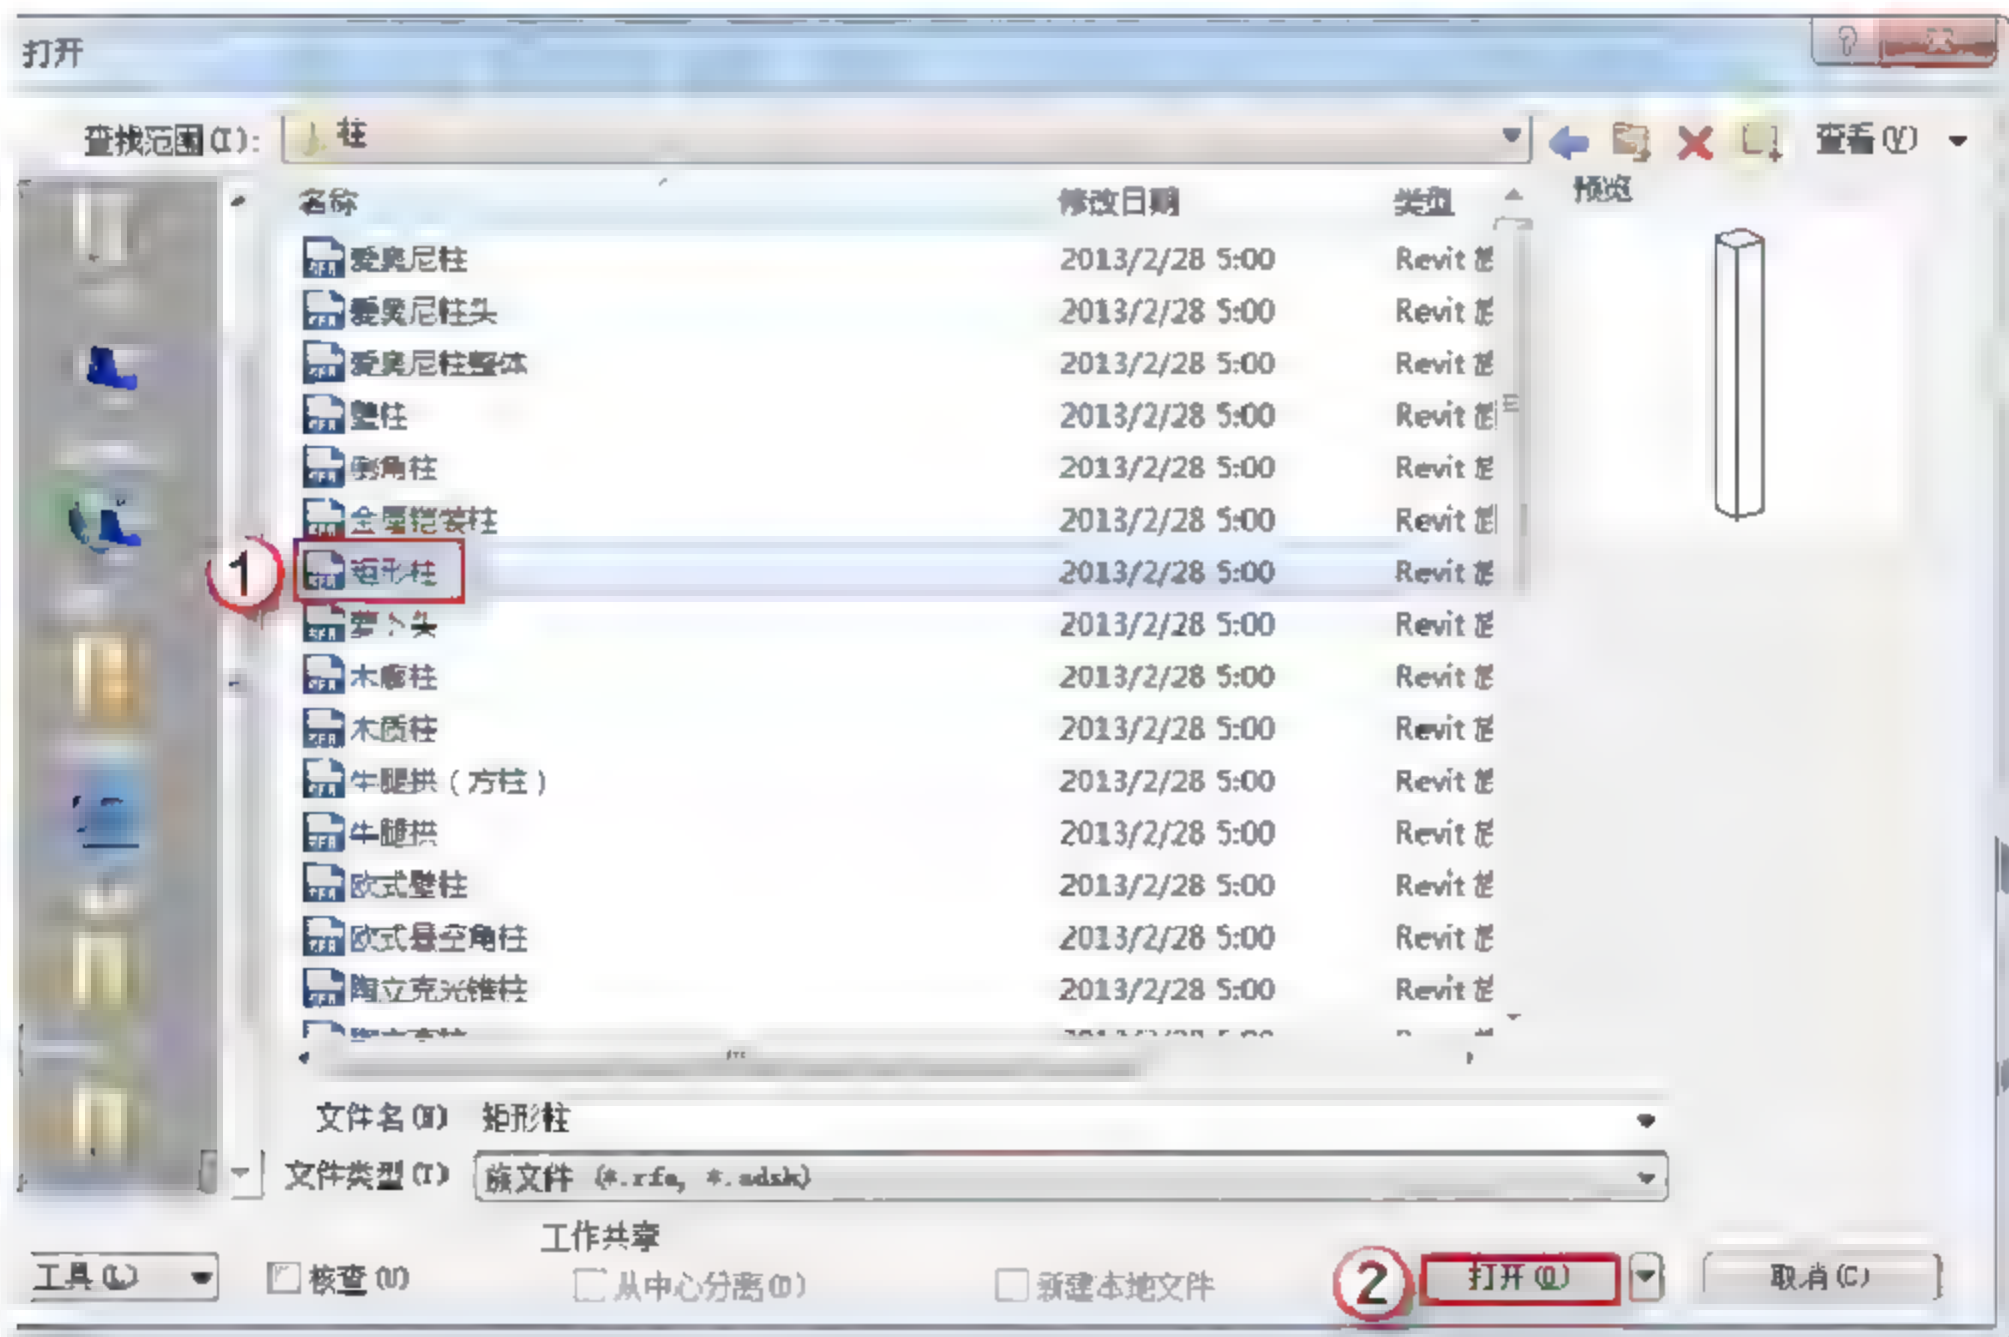 打开
查找范围(I): 柱 查看(V)
名称 修改日期 类型 预览
爱奥尼柱 2013/2/28 5:00 Revit
爱奥尼柱头 2013/2/28 5:00 Revit
爱奥尼柱整体 2013/2/28 5:00 Revit
壁柱 2013/2/28 5:00 Revit
角柱 2013/2/28 5:00 Revit
金属铠装柱 2013/2/28 5:00 Revit
1 矩形柱 2013/2/28 5:00 Revit
萝卜头 2013/2/28 5:00 Revit
木廊柱 2013/2/28 5:00 Revit
木质柱 2013/2/28 5:00 Revit
牛腿拱（方柱） 2013/2/28 5:00 Revit
牛腿拱 2013/2/28 5:00 Revit
欧式壁柱 2013/2/28 5:00 Revit
欧式悬空角柱 2013/2/28 5:00 Revit
陶立克光锥柱 2013/2/28 5:00 Revit
文件名(N) 矩形柱
文件类型(T) 族文件 (*.rfa, *.adsk)
工作共享
工具(L) 核查(U) 从中心分离(D) 新建本地文件 2 打开(O) 取消(C)